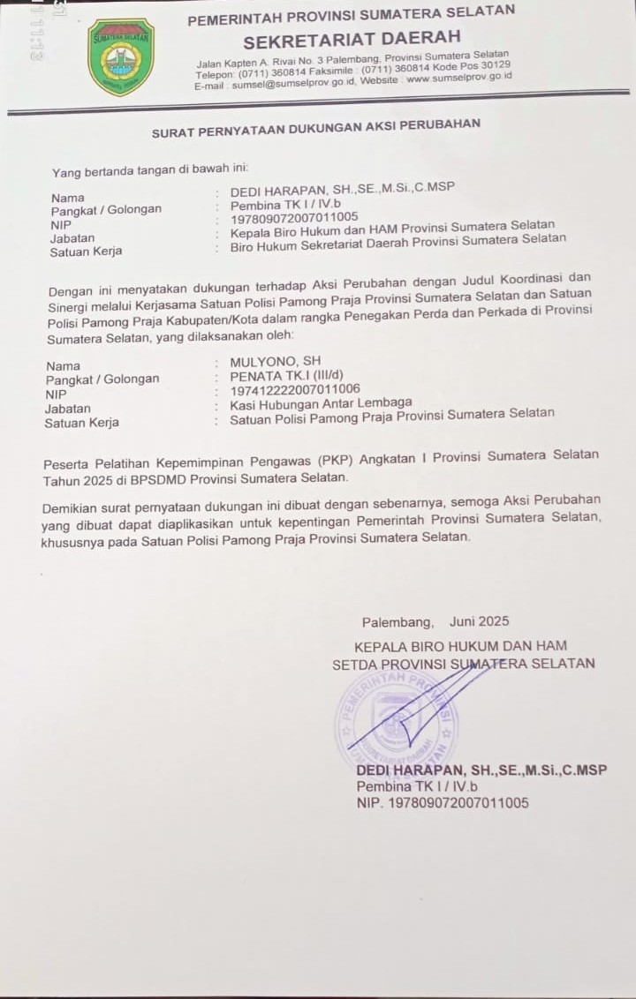 11:13
SUMATERA SELATAN
PEMERINTAH PROVINSI SUMATERA SELATAN
SEKRETARIAT DAERAH
Jalan Kapten A. Rivai No. 3 Palembang, Provinsi Sumatera Selatan
Telepon: (0711) 360814 Faksimile : (0711) 360814 Kode Pos 30129
E-mail : sumsel@sumselprov.go.id, Website : www.sumselprov.go.id
SURAT PERNYATAAN DUKUNGAN AKSI PERUBAHAN
Yang bertanda tangan di bawah ini:
Nama : DEDI HARAPAN, SH.,SE.,M.Si.,C.MSP
Pangkat / Golongan : Pembina TK I / IV.b
NIP : 197809072007011005
Jabatan : Kepala Biro Hukum dan HAM Provinsi Sumatera Selatan
Satuan Kerja : Biro Hukum Sekretariat Daerah Provinsi Sumatera Selatan
Dengan ini menyatakan dukungan terhadap Aksi Perubahan dengan Judul Koordinasi dan
Sinergi melalui Kerjasama Satuan Polisi Pamong Praja Provinsi Sumatera Selatan dan Satuan
Polisi Pamong Praja Kabupaten/Kota dalam rangka Penegakan Perda dan Perkada di Provinsi
Sumatera Selatan, yang dilaksanakan oleh:
Nama : MULYONO, SH
Pangkat / Golongan : PENATA TK.I (III/d)
NIP : 197412222007011006
Jabatan : Kasi Hubungan Antar Lembaga
Satuan Kerja : Satuan Polisi Pamong Praja Provinsi Sumatera Selatan
Peserta Pelatihan Kepemimpinan Pengawas (PKP) Angkatan I Provinsi Sumatera Selatan
Tahun 2025 di BPSDMD Provinsi Sumatera Selatan.
Demikian surat pernyataan dukungan ini dibuat dengan sebenarnya, semoga Aksi Perubahan
yang dibuat dapat diaplikasikan untuk kepentingan Pemerintah Provinsi Sumatera Selatan,
khususnya pada Satuan Polisi Pamong Praja Provinsi Sumatera Selatan.
Palembang, Juni 2025
KEPALA BIRO HUKUM DAN HAM
SETDA PROVINSI SUMATERA SELATAN
PEMERINTAH PROVINSI
SEKRETARIAT DAERAH
SUMATERA SELATAN
DEDI HARAPAN, SH.,SE.,M.Si.,C.MSP
Pembina TK I / IV.b
NIP. 197809072007011005